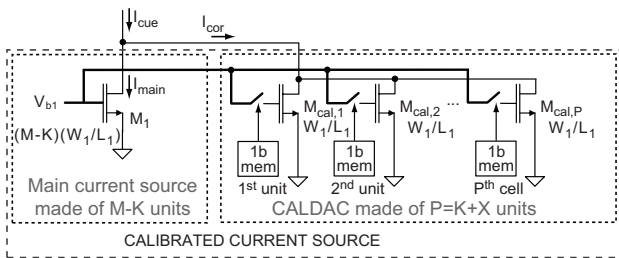 I_cue
I_cor
V_b1
I_main
M_1
(M-K)(W_1/L_1)
M_cal,1
W_1/L_1
M_cal,2
W_1/L_1
...
M_cal,P
W_1/L_1
1b mem
1b mem
1b mem
1st unit
2nd unit
Pth cell
Main current source
made of M-K units
CALDAC made of P=K+X units
CALIBRATED CURRENT SOURCE